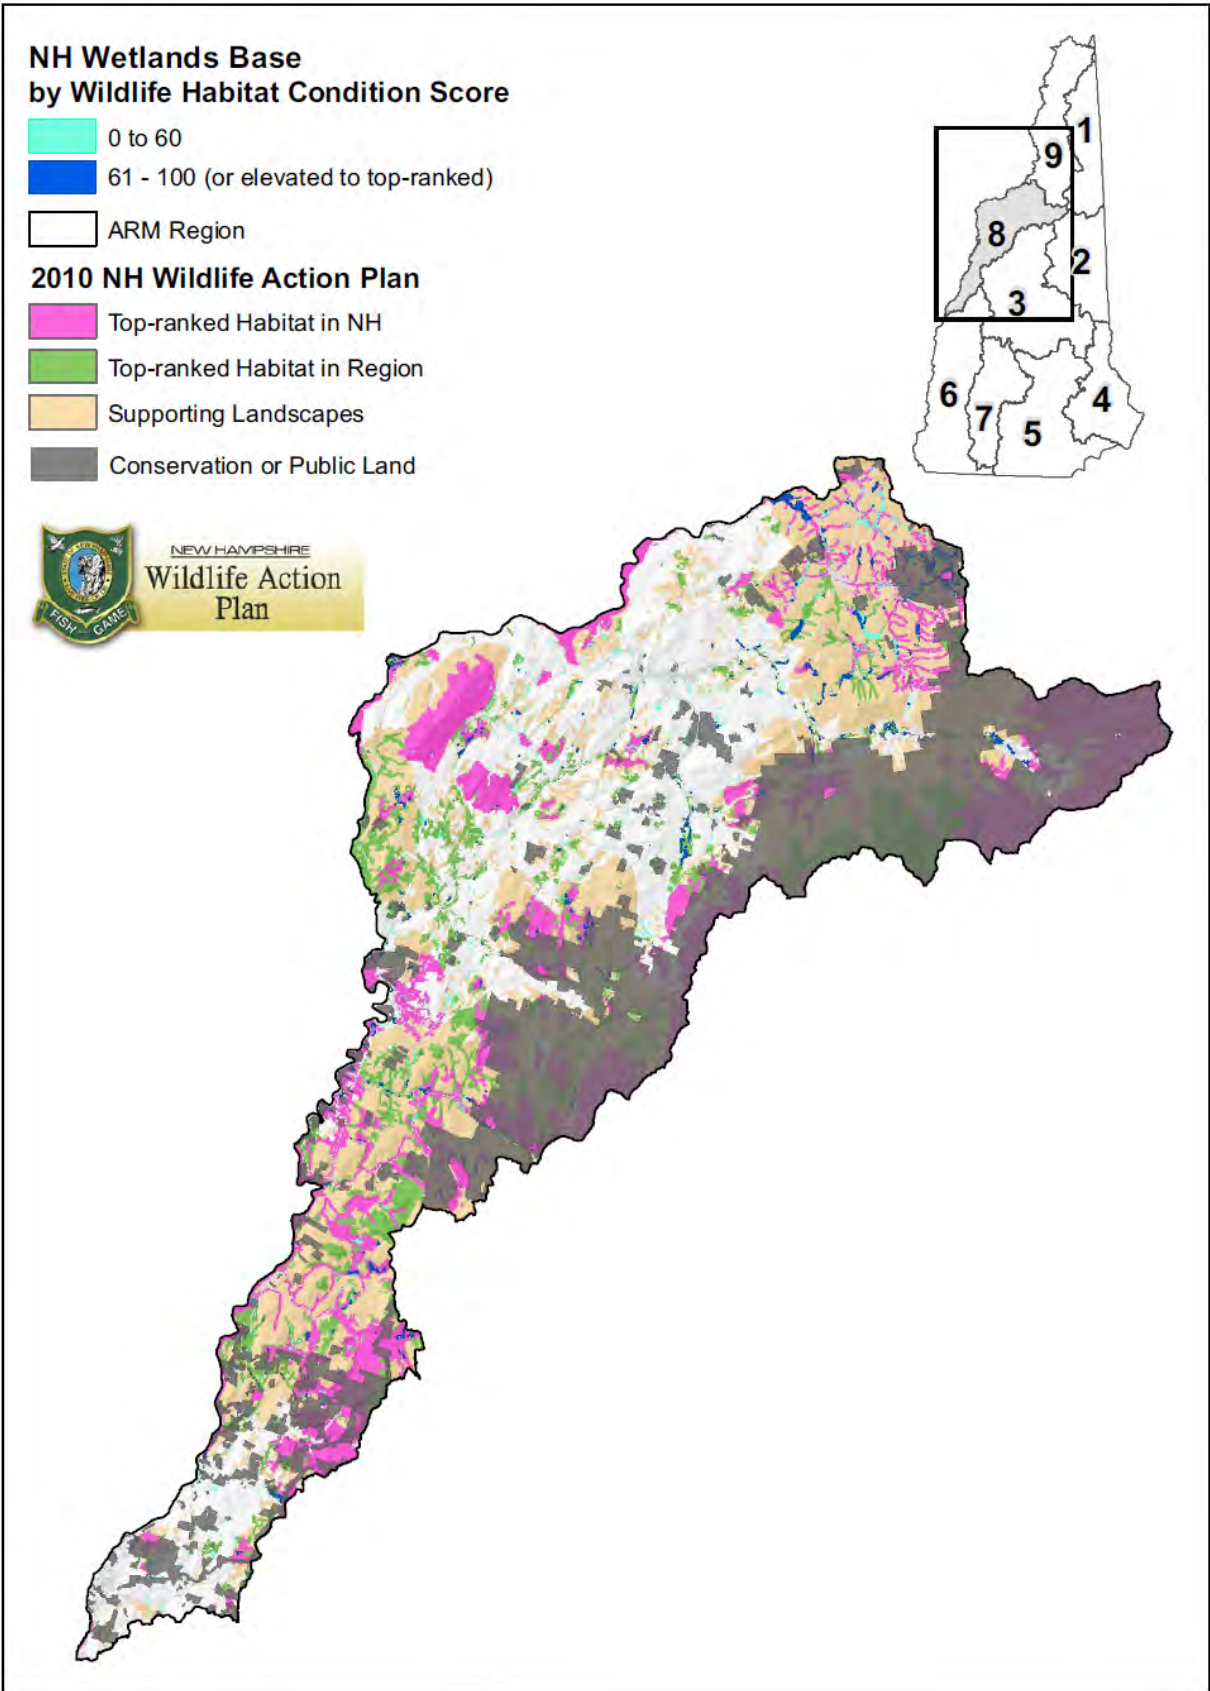 NH Wetlands Base
by Wildlife Habitat Condition Score
0 to 60
61 - 100 (or elevated to top-ranked)
ARM Region
2010 NH Wildlife Action Plan
Top-ranked Habitat in NH
Top-ranked Habitat in Region
Supporting Landscapes
Conservation or Public Land
NEW HAMPSHIRE
Wildlife Action
Plan
FISH
GAME
1
9
8
2
3
6
7
5
4